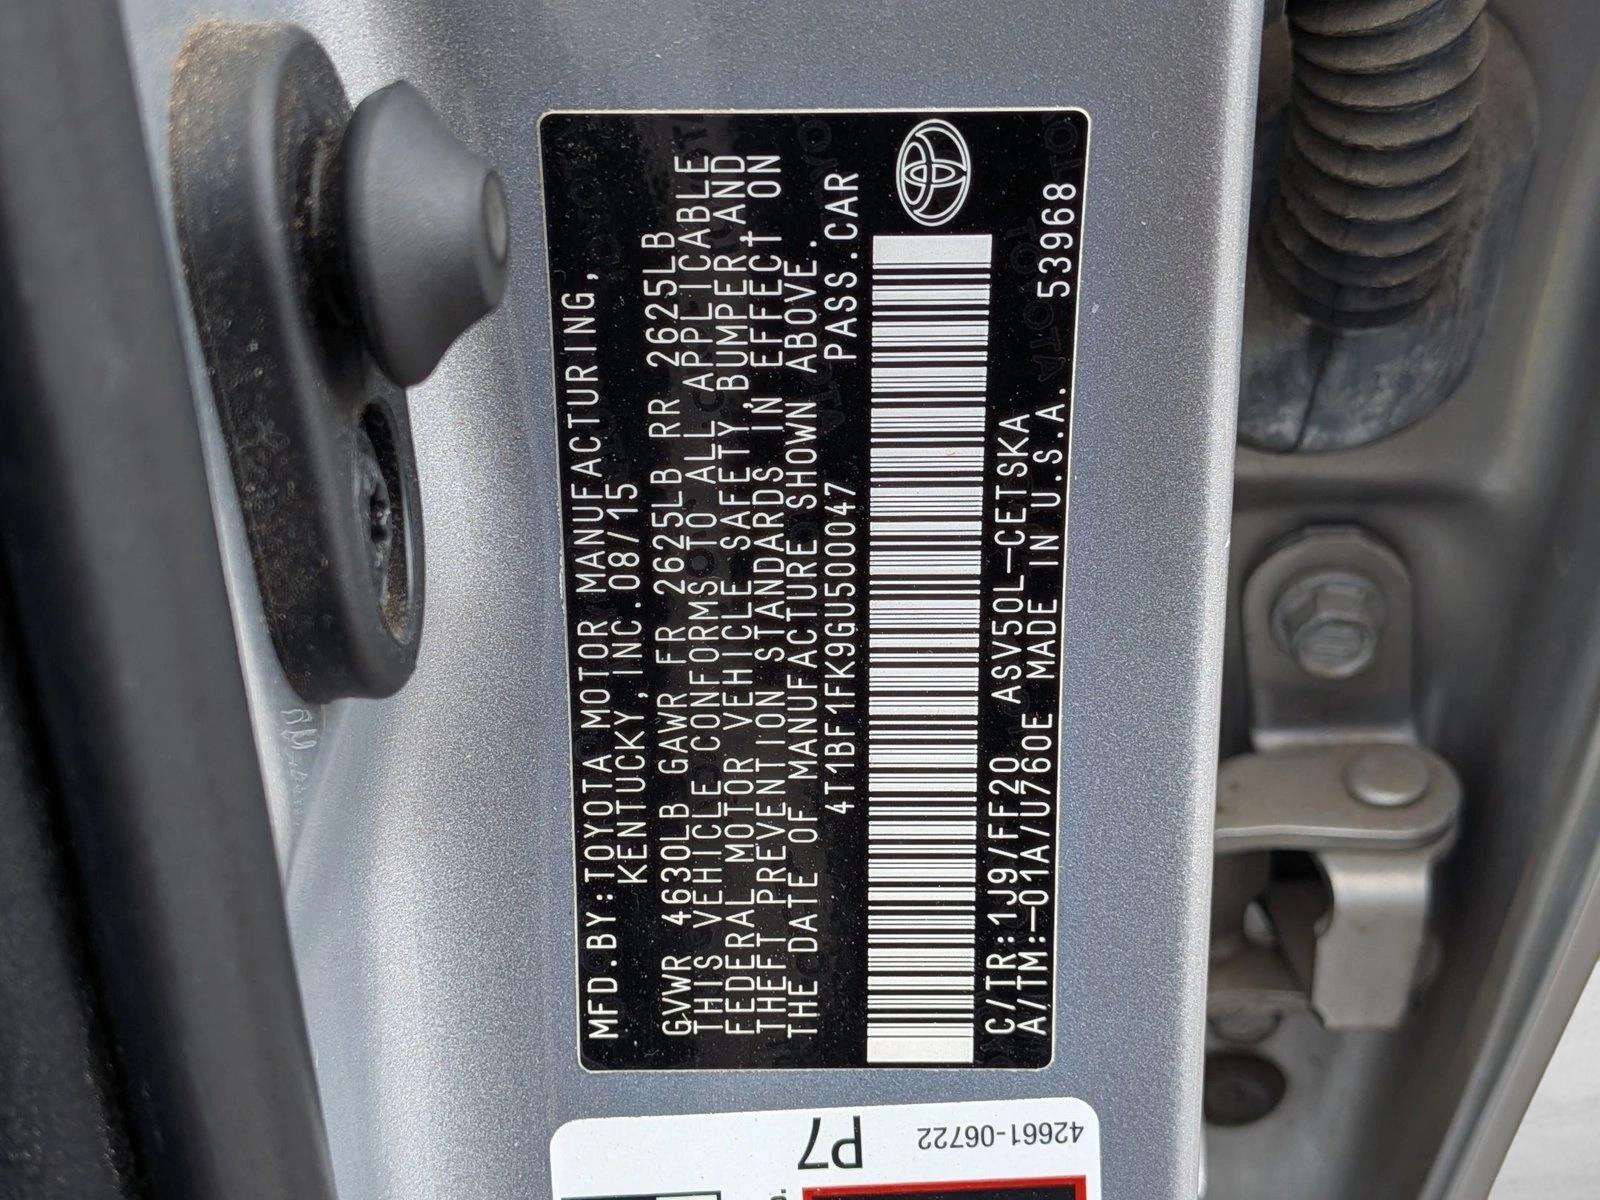 MFD.BY:TOYOTA MOTOR MANUFACTURING,
KENTUCKY,INC.08/15
GVWR 4630LB GAWR FR 2625LB RR 2625LB
THIS VEHICLE CONFORMS TO ALL APPLICABLE
FEDERAL MOTOR VEHICLE SAFETY,BUMPER,AND
THEFT PREVENTION STANDARDS IN EFFECT ON
THE DATE OF MANUFACTURE SHOWN ABOVE.
4T1BF1FK9GU500047 PASS.CAR
C/TR:1J9/FF20 ASV50L-CETSKA
A/TM:-01A/U760E MADE IN U.S.A. 53968
P7 42661-06722